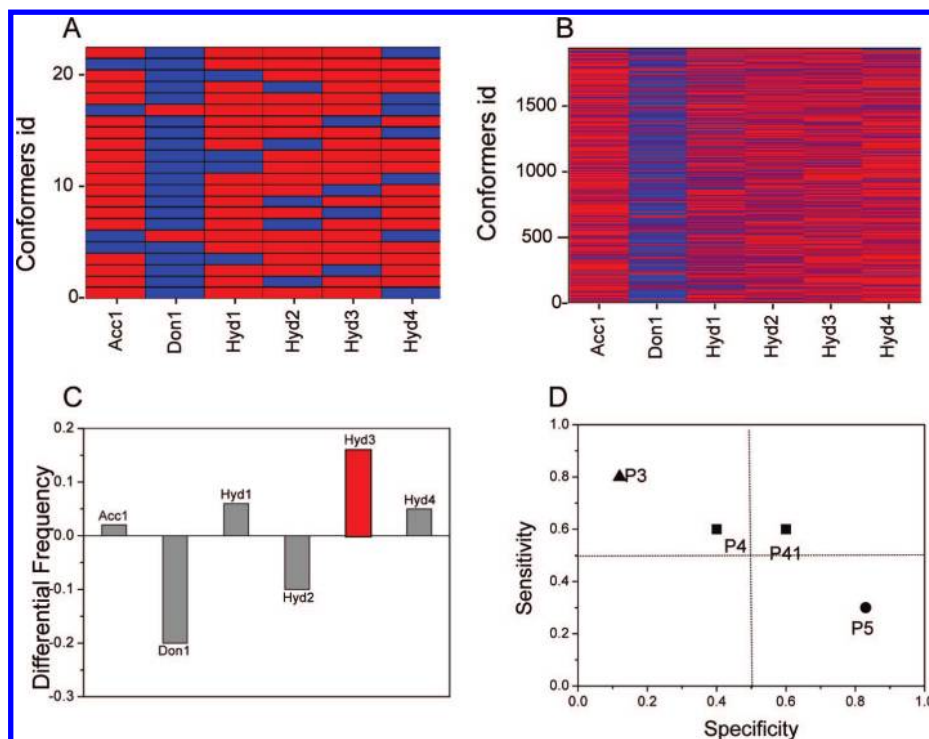 A
Conformers id
20
10
0
Acc1
Don1
Hyd1
Hyd2
Hyd3
Hyd4
B
Conformers id
1500
1000
500
0
Acc1
Don1
Hyd1
Hyd2
Hyd3
Hyd4
C
Differential Frequency
0.2
0.1
0.0
-0.1
-0.2
-0.3
Acc1
Don1
Hyd1
Hyd2
Hyd3
Hyd4
D
Sensitivity
1.0
0.8
0.6
0.4
0.2
0.0
P3
P4
P41
P5
0.0 0.2 0.4 0.6 0.8 1.0
Specificity